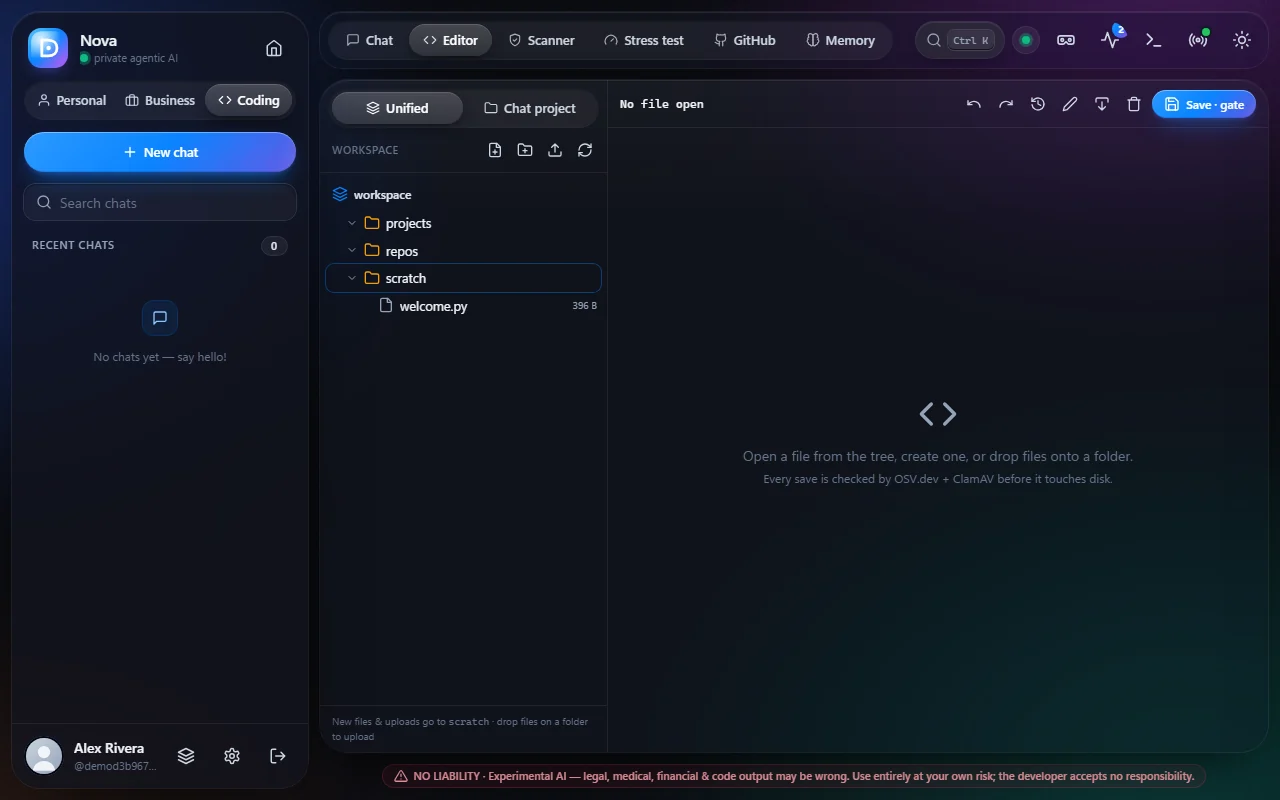 Nova
private agentic AI
Personal
Business
Coding
New chat
Search chats
RECENT CHATS
0
No chats yet — say hello!
Alex Rivera
@demod3b967...
Chat
Editor
Scanner
Stress test
GitHub
Memory
Ctrl K
2
Unified
Chat project
WORKSPACE
workspace
projects
repos
scratch
welcome.py
396 B
New files & uploads go to scratch · drop files on a folder
to upload
No file open
Save · gate
Open a file from the tree, create one, or drop files onto a folder.
Every save is checked by OSV.dev + ClamAV before it touches disk.
NO LIABILITY · Experimental AI — legal, medical, financial & code output may be wrong. Use entirely at your own risk; the developer accepts no responsibility.